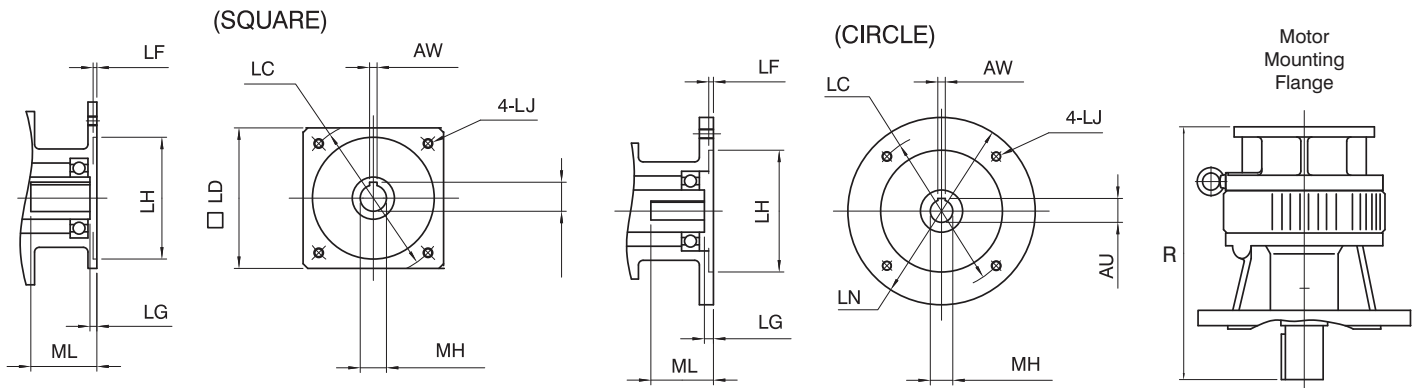 (SQUARE)
LF
LC
AW
4-LJ
LH
□ LD
LG
ML
MH
(CIRCLE)
LF
LC
AW
4-LJ
LH
LN
AU
LG
ML
MH
Motor
Mounting
Flange
R